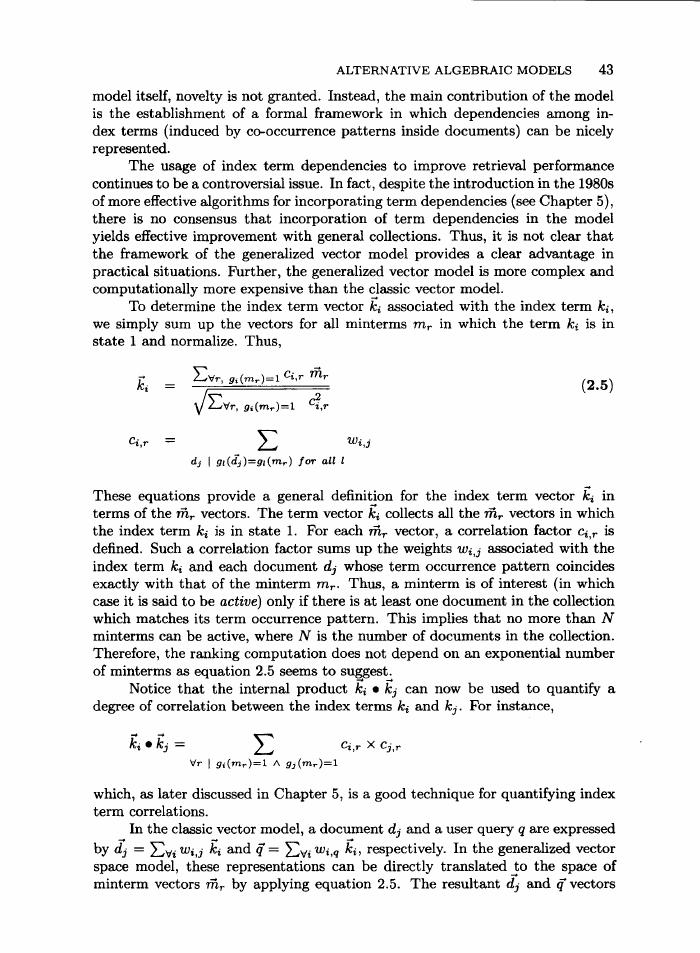 ALTERNATIVE ALGEBRAIC MODELS 43
model itself, novelty is not granted. Instead, the main contribution of the model
is the establishment of a formal framework in which dependencies among in-
dex terms (induced by co-occurrence patterns inside documents) can be nicely
represented.
The usage of index term dependencies to improve retrieval performance
continues to be a controversial issue. In fact, despite the introduction in the 1980s
of more effective algorithms for incorporating term dependencies (see Chapter 5),
there is no consensus that incorporation of term dependencies in the model
yields effective improvement with general collections. Thus, it is not clear that
the framework of the generalized vector model provides a clear advantage in
practical situations. Further, the generalized vector model is more complex and
computationally more expensive than the classic vector model.
To determine the index term vector $\vec{k}_i$ associated with the index term $k_i$,
we simply sum up the vectors for all minterms $m_r$ in which the term $k_i$ is in
state 1 and normalize. Thus,
$\vec{k}_i = \frac{\sum_{\forall r,\ g_i(m_r)=1} c_{i,r}\ \vec{m}_r}{\sqrt{\sum_{\forall r,\ g_i(m_r)=1} c_{i,r}^2}}$ (2.5)
$c_{i,r} = \sum_{d_j\ |\ g_l(\vec{d}_j)=g_l(m_r)\ for\ all\ l} w_{i,j}$
These equations provide a general definition for the index term vector $\vec{k}_i$ in
terms of the $\vec{m}_r$ vectors. The term vector $\vec{k}_i$ collects all the $\vec{m}_r$ vectors in which
the index term $k_i$ is in state 1. For each $\vec{m}_r$ vector, a correlation factor $c_{i,r}$ is
defined. Such a correlation factor sums up the weights $w_{i,j}$ associated with the
index term $k_i$ and each document $d_j$ whose term occurrence pattern coincides
exactly with that of the minterm $m_r$. Thus, a minterm is of interest (in which
case it is said to be active) only if there is at least one document in the collection
which matches its term occurrence pattern. This implies that no more than $N$
minterms can be active, where $N$ is the number of documents in the collection.
Therefore, the ranking computation does not depend on an exponential number
of minterms as equation 2.5 seems to suggest.
Notice that the internal product $\vec{k}_i \bullet \vec{k}_j$ can now be used to quantify a
degree of correlation between the index terms $k_i$ and $k_j$. For instance,
$\vec{k}_i \bullet \vec{k}_j = \sum_{\forall r\ |\ g_i(m_r)=1\ \wedge\ g_j(m_r)=1} c_{i,r} \times c_{j,r}$
which, as later discussed in Chapter 5, is a good technique for quantifying index
term correlations.
In the classic vector model, a document $d_j$ and a user query $q$ are expressed
by $\vec{d}_j = \sum_{\forall i} w_{i,j}\ \vec{k}_i$ and $\vec{q} = \sum_{\forall i} w_{i,q}\ \vec{k}_i$, respectively. In the generalized vector
space model, these representations can be directly translated to the space of
minterm vectors $\vec{m}_r$ by applying equation 2.5. The resultant $\vec{d}_j$ and $\vec{q}$ vectors